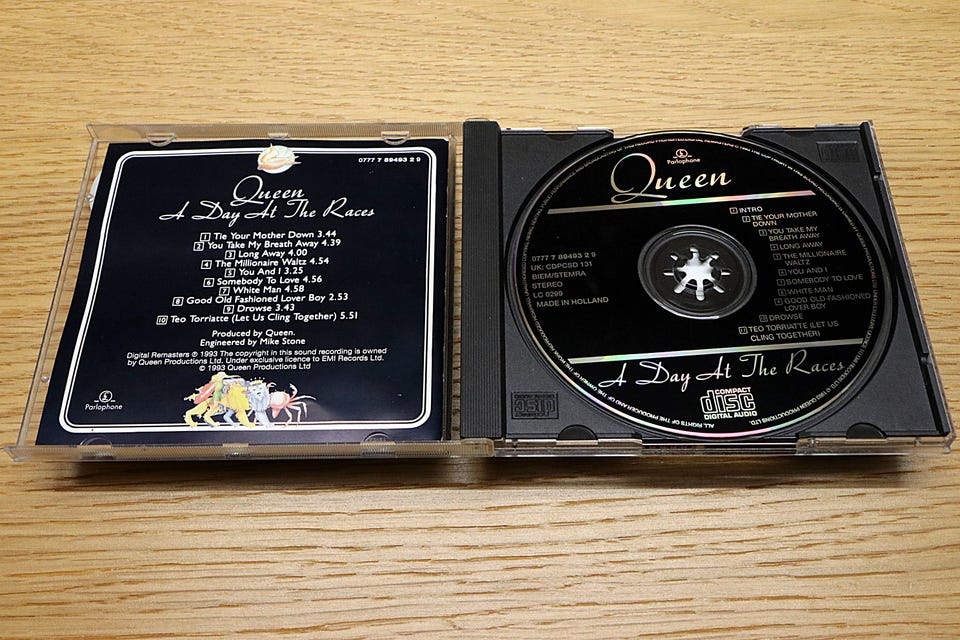 0777 7 89493 2 9
Queen
A Day At The Races
1 Tie Your Mother Down 3.44
2 You Take My Breath Away 4.39
3 Long Away 4.00
4 The Millionaire Waltz 4.54
5 You And I 3.25
6 Somebody To Love 4.56
7 White Man 4.58
8 Good Old Fashioned Lover Boy 2.53
9 Drowse 3.43
10 Teo Torriatte (Let Us Cling Together) 5.51
Produced by Queen.
Engineered by Mike Stone
Digital Remasters ℗ 1993 The copyright in this sound recording is owned
by Queen Productions Ltd. Under exclusive licence to EMI Records Ltd.
© 1993 Queen Productions Ltd
Parlophone
Parlophone
Queen
1 INTRO
2 TIE YOUR MOTHER
DOWN
3 YOU TAKE MY
BREATH AWAY
4 LONG AWAY
5 THE MILLIONAIRE
WALTZ
6 YOU AND I
7 SOMEBODY TO LOVE
8 WHITE MAN
9 GOOD OLD-FASHIONED
LOVER BOY
10 DROWSE
11 TEO TORRIATTE (LET US
CLING TOGETHER)
0777 7 89493 2 9
UK: CDPCSD 131
BIEM/STEMRA
STEREO
LC 0299
MADE IN HOLLAND
A Day At The Races
COMPACT
disc
DIGITAL AUDIO
ALL RIGHTS OF THE PRODUCER AND OF THE OWNER OF THE WORK REPRODUCED
disc